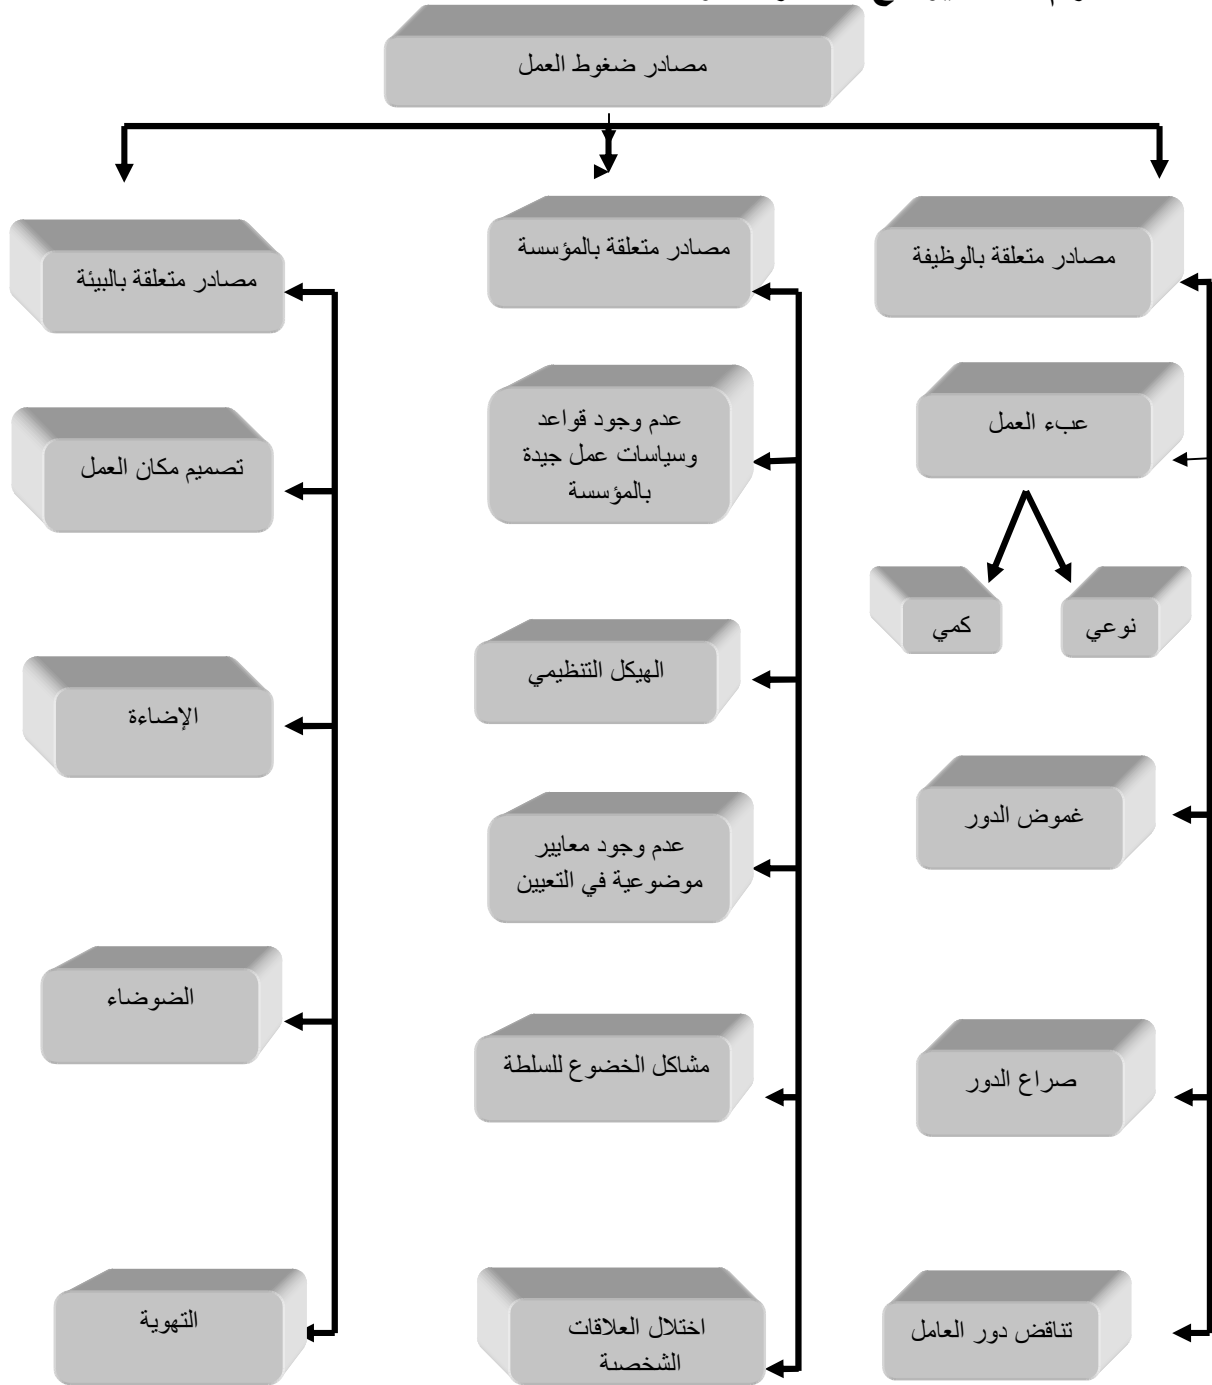 مصادر ضغوط العمل
مصادر متعلقة بالوظيفة
مصادر متعلقة بالمؤسسة
مصادر متعلقة بالبيئة
عبء العمل
نوعي
كمي
غموض الدور
صراع الدور
تناقض دور العامل
عدم وجود قواعد
وسياسات عمل جيدة
بالمؤسسة
الهيكل التنظيمي
عدم وجود معايير
موضوعية في التعيين
مشاكل الخضوع للسلطة
اختلال العلاقات
الشخصية
تصميم مكان العمل
الإضاءة
الضوضاء
التهوية